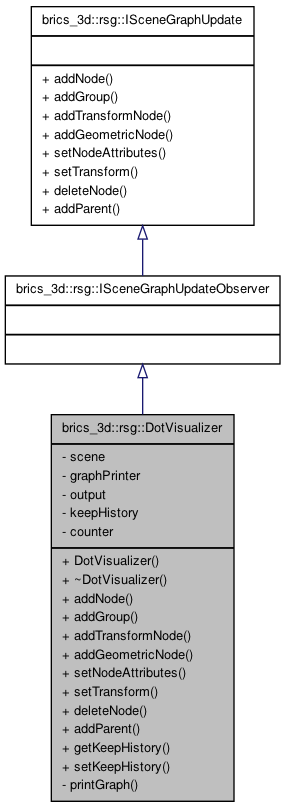 brics_3d::rsg::ISceneGraphUpdate
+ addNode()
+ addGroup()
+ addTransformNode()
+ addGeometricNode()
+ setNodeAttributes()
+ setTransform()
+ deleteNode()
+ addParent()
brics_3d::rsg::ISceneGraphUpdateObserver
brics_3d::rsg::DotVisualizer
- scene
- graphPrinter
- output
- keepHistory
- counter
+ DotVisualizer()
+ ~DotVisualizer()
+ addNode()
+ addGroup()
+ addTransformNode()
+ addGeometricNode()
+ setNodeAttributes()
+ setTransform()
+ deleteNode()
+ addParent()
+ getKeepHistory()
+ setKeepHistory()
- printGraph()